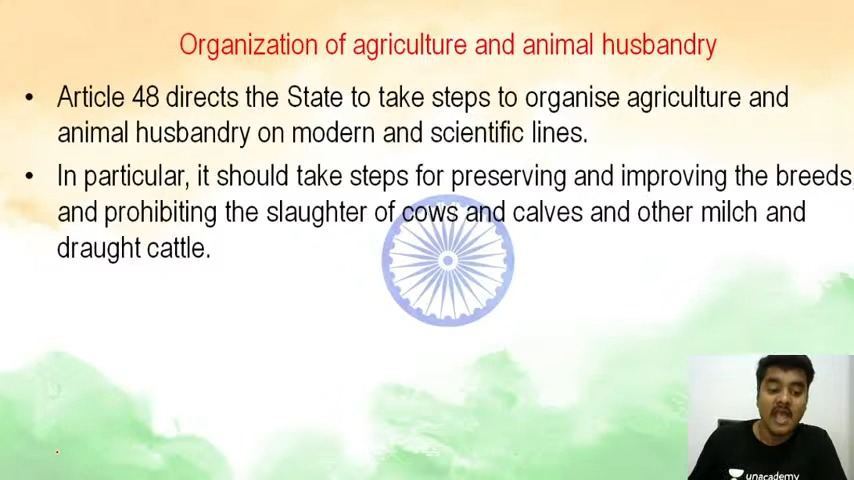 Organization of agriculture and animal husbandry
• Article 48 directs the State to take steps to organise agriculture and
animal husbandry on modern and scientific lines.
• In particular, it should take steps for preserving and improving the breeds,
and prohibiting the slaughter of cows and calves and other milch and
draught cattle.
unacademy